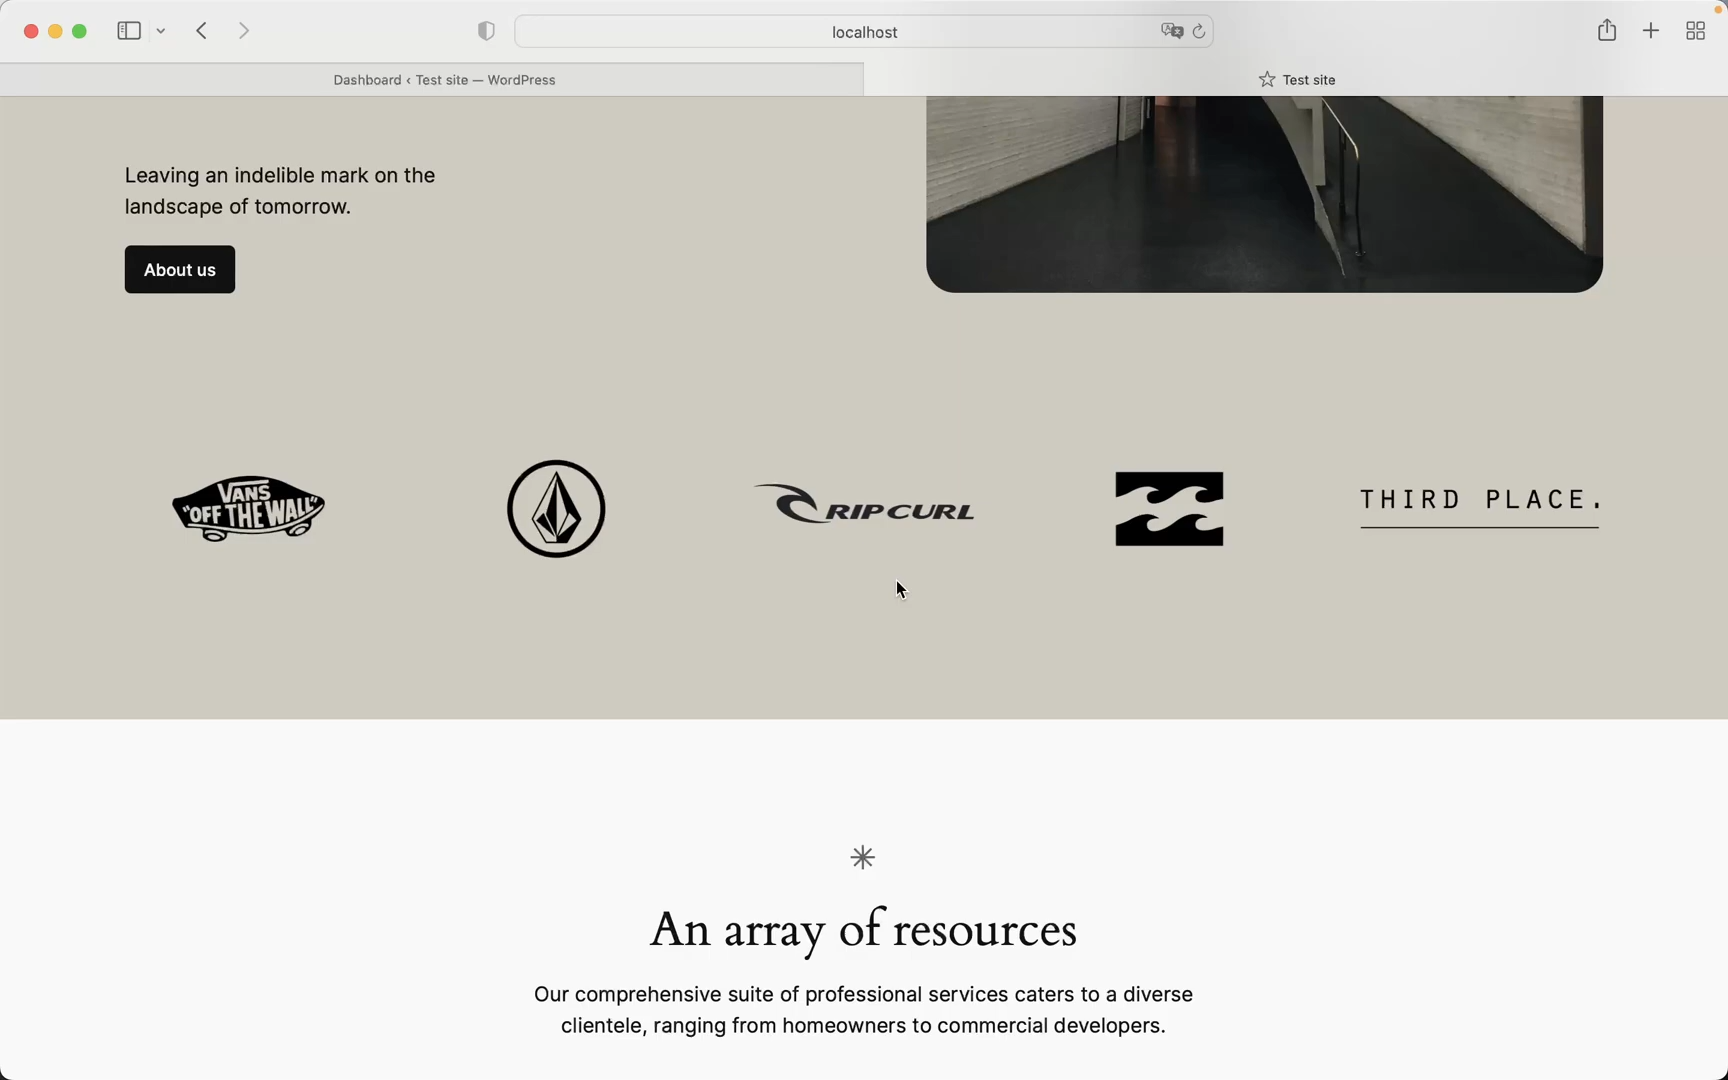 localhost
Dashboard ‹ Test site — WordPress
Test site
Leaving an indelible mark on the
landscape of tomorrow.
About us
VANS
"OFF THE WALL"
RIP CURL
THIRD PLACE.
An array of resources
Our comprehensive suite of professional services caters to a diverse
clientele, ranging from homeowners to commercial developers.